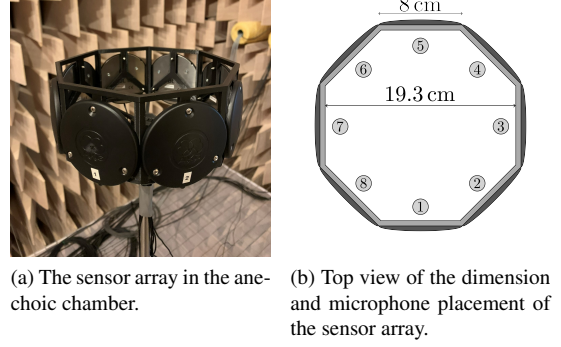 8 cm
5
6
4
19.3 cm
7
3
8
2
1
(a) The sensor array in the ane-
choic chamber.
(b) Top view of the dimension
and microphone placement of
the sensor array.